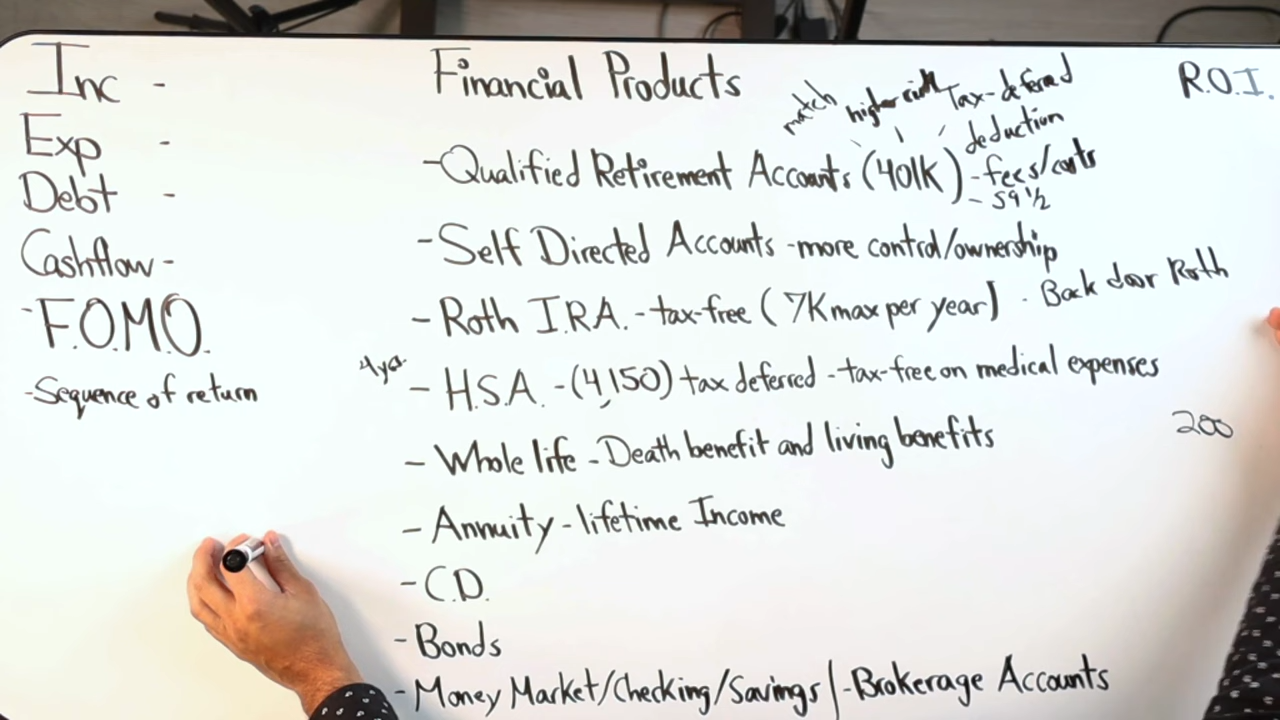 Inc -
Exp -
Debt -
Cashflow -
- F.O.M.O.
- Sequence of return
Financial Products
match higher risk Tax-deferred
deduction
- Qualified Retirement Accounts (401K) - fees/costs
- 59 1/2
- Self Directed Accounts - more control/ownership
- Roth I.R.A. - tax-free (7K max per year) - Back door Roth
- H.S.A. - (4,150) tax deferred - tax-free on medical expenses
- Whole life - Death benefit and living benefits
- Annuity - lifetime Income
- C.D.
- Bonds
- Money Market/Checking/Savings | - Brokerage Accounts
R.O.I.
200